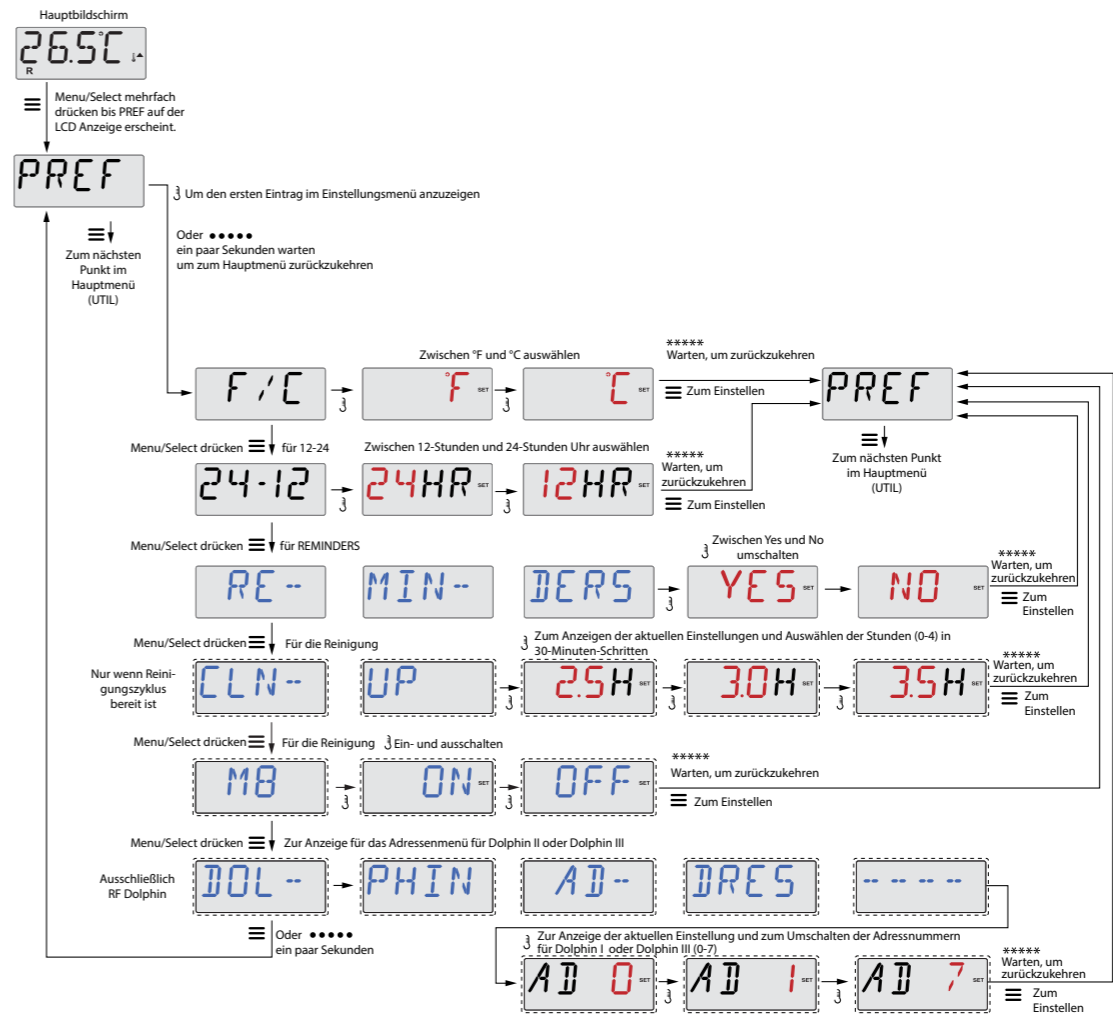 Hauptbildschirm
26.5°C
R
Menu/Select mehrfach
drücken bis PREF auf der
LCD Anzeige erscheint.
PREF
Um den ersten Eintrag im Einstellungsmenü anzuzeigen
Zum nächsten
Punkt im
Hauptmenü
(UTIL)
Oder •••••
ein paar Sekunden warten
um zum Hauptmenü zurückzukehren
Zwischen °F und °C auswählen
*****
Warten, um zurückzukehren
F/C
°F SET
°C SET
Zum Einstellen
PREF
Zum nächsten Punkt
im Hauptmenü
(UTIL)
Menu/Select drücken
für 12-24
Zwischen 12-Stunden und 24-Stunden Uhr auswählen
*****
Warten, um
zurückzukehren
24-12
24HR SET
12HR SET
Zum Einstellen
Menu/Select drücken
für REMINDERS
Zwischen Yes und No
umschalten
*****
Warten, um
zurückzukehren
RE-
MIN-
DERS
YES SET
NO SET
Zum
Einstellen
Menu/Select drücken
Für die Reinigung
Zum Anzeigen der aktuellen Einstellungen und Auswählen der Stunden (0-4) in
30-Minuten-Schritten
*****
Warten, um
zurückzukehren
Nur wenn Reini-
gungszyklus
bereit ist
CLN-
UP
2.5H SET
3.0H SET
3.5H SET
Zum
Einstellen
Menu/Select drücken
Für die Reinigung
Ein- und ausschalten
*****
Warten, um zurückzukehren
M8
ON SET
OFF SET
Zum Einstellen
Menu/Select drücken
Zur Anzeige für das Adressenmenü für Dolphin II oder Dolphin III
Ausschließlich
RF Dolphin
DOL-
PHIN
AD-
DRES
----
Oder •••••
ein paar Sekunden
Zur Anzeige der aktuellen Einstellung und zum Umschalten der Adressnummern
für Dolphin I oder Dolphin III (0-7)
*****
Warten, um
zurückzukehren
AD 0 SET
AD 1 SET
AD 7 SET
Zum
Einstellen